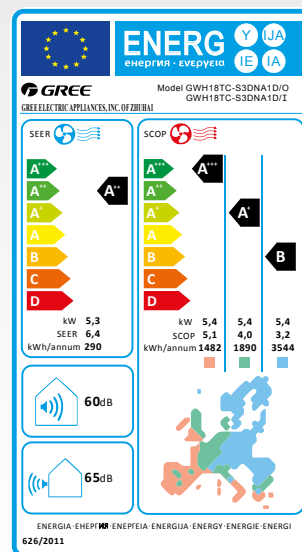 ENERG Y IJA
енергия · ενεργεια IE IA
GREE
Model GWH18TC-S3DNA1D/O
GWH18TC-S3DNA1D/I
GREE ELECTRIC APPLIANCES, INC. OF ZHUHAI
SEER
SCOP
A+++
A++
A+
A
B
C
D
A++
kW 5,3
SEER 6,4
kWh/annum 290
A+++
A++
A+
A
B
C
D
A+++
A+
B
kW 5,4 5,4 5,4
SCOP 5,1 4,0 3,2
kWh/annum 1482 1890 3544
60dB
65dB
ENERGIA · ЕНЕРГИЯ · ΕΝΕΡΓΕΙΑ · ENERGIJA · ENERGY · ENERGIE · ENERGI
626/2011